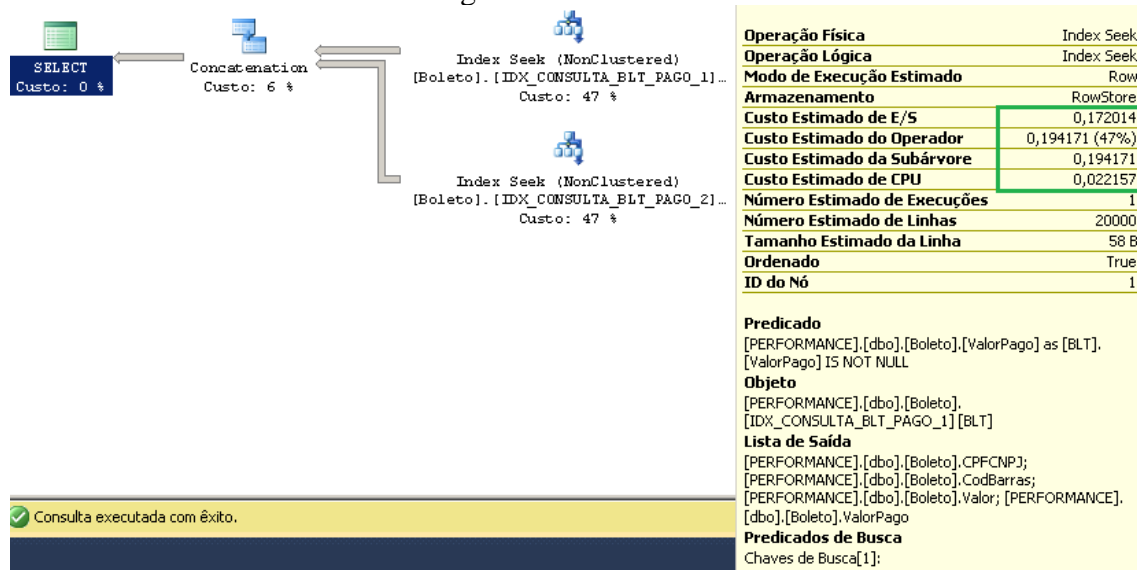 SELECT
Custo: 0 %
Concatenation
Custo: 6 %
Index Seek (NonClustered)
[Boleto].[IDX_CONSULTA_BLT_PAGO_1]…
Custo: 47 %
Index Seek (NonClustered)
[Boleto].[IDX_CONSULTA_BLT_PAGO_2]…
Custo: 47 %
Consulta executada com êxito.
Operação Física Index Seek
Operação Lógica Index Seek
Modo de Execução Estimado Row
Armazenamento RowStore
Custo Estimado de E/S 0,172014
Custo Estimado do Operador 0,194171 (47%)
Custo Estimado da Subárvore 0,194171
Custo Estimado de CPU 0,022157
Número Estimado de Execuções 1
Número Estimado de Linhas 20000
Tamanho Estimado da Linha 58 B
Ordenado True
ID do Nó 1
Predicado
[PERFORMANCE].[dbo].[Boleto].[ValorPago] as [BLT].
[ValorPago] IS NOT NULL
Objeto
[PERFORMANCE].[dbo].[Boleto].
[IDX_CONSULTA_BLT_PAGO_1] [BLT]
Lista de Saída
[PERFORMANCE].[dbo].[Boleto].CPFCNPJ;
[PERFORMANCE].[dbo].[Boleto].CodBarras;
[PERFORMANCE].[dbo].[Boleto].Valor; [PERFORMANCE].
[dbo].[Boleto].ValorPago
Predicados de Busca
Chaves de Busca[1]: